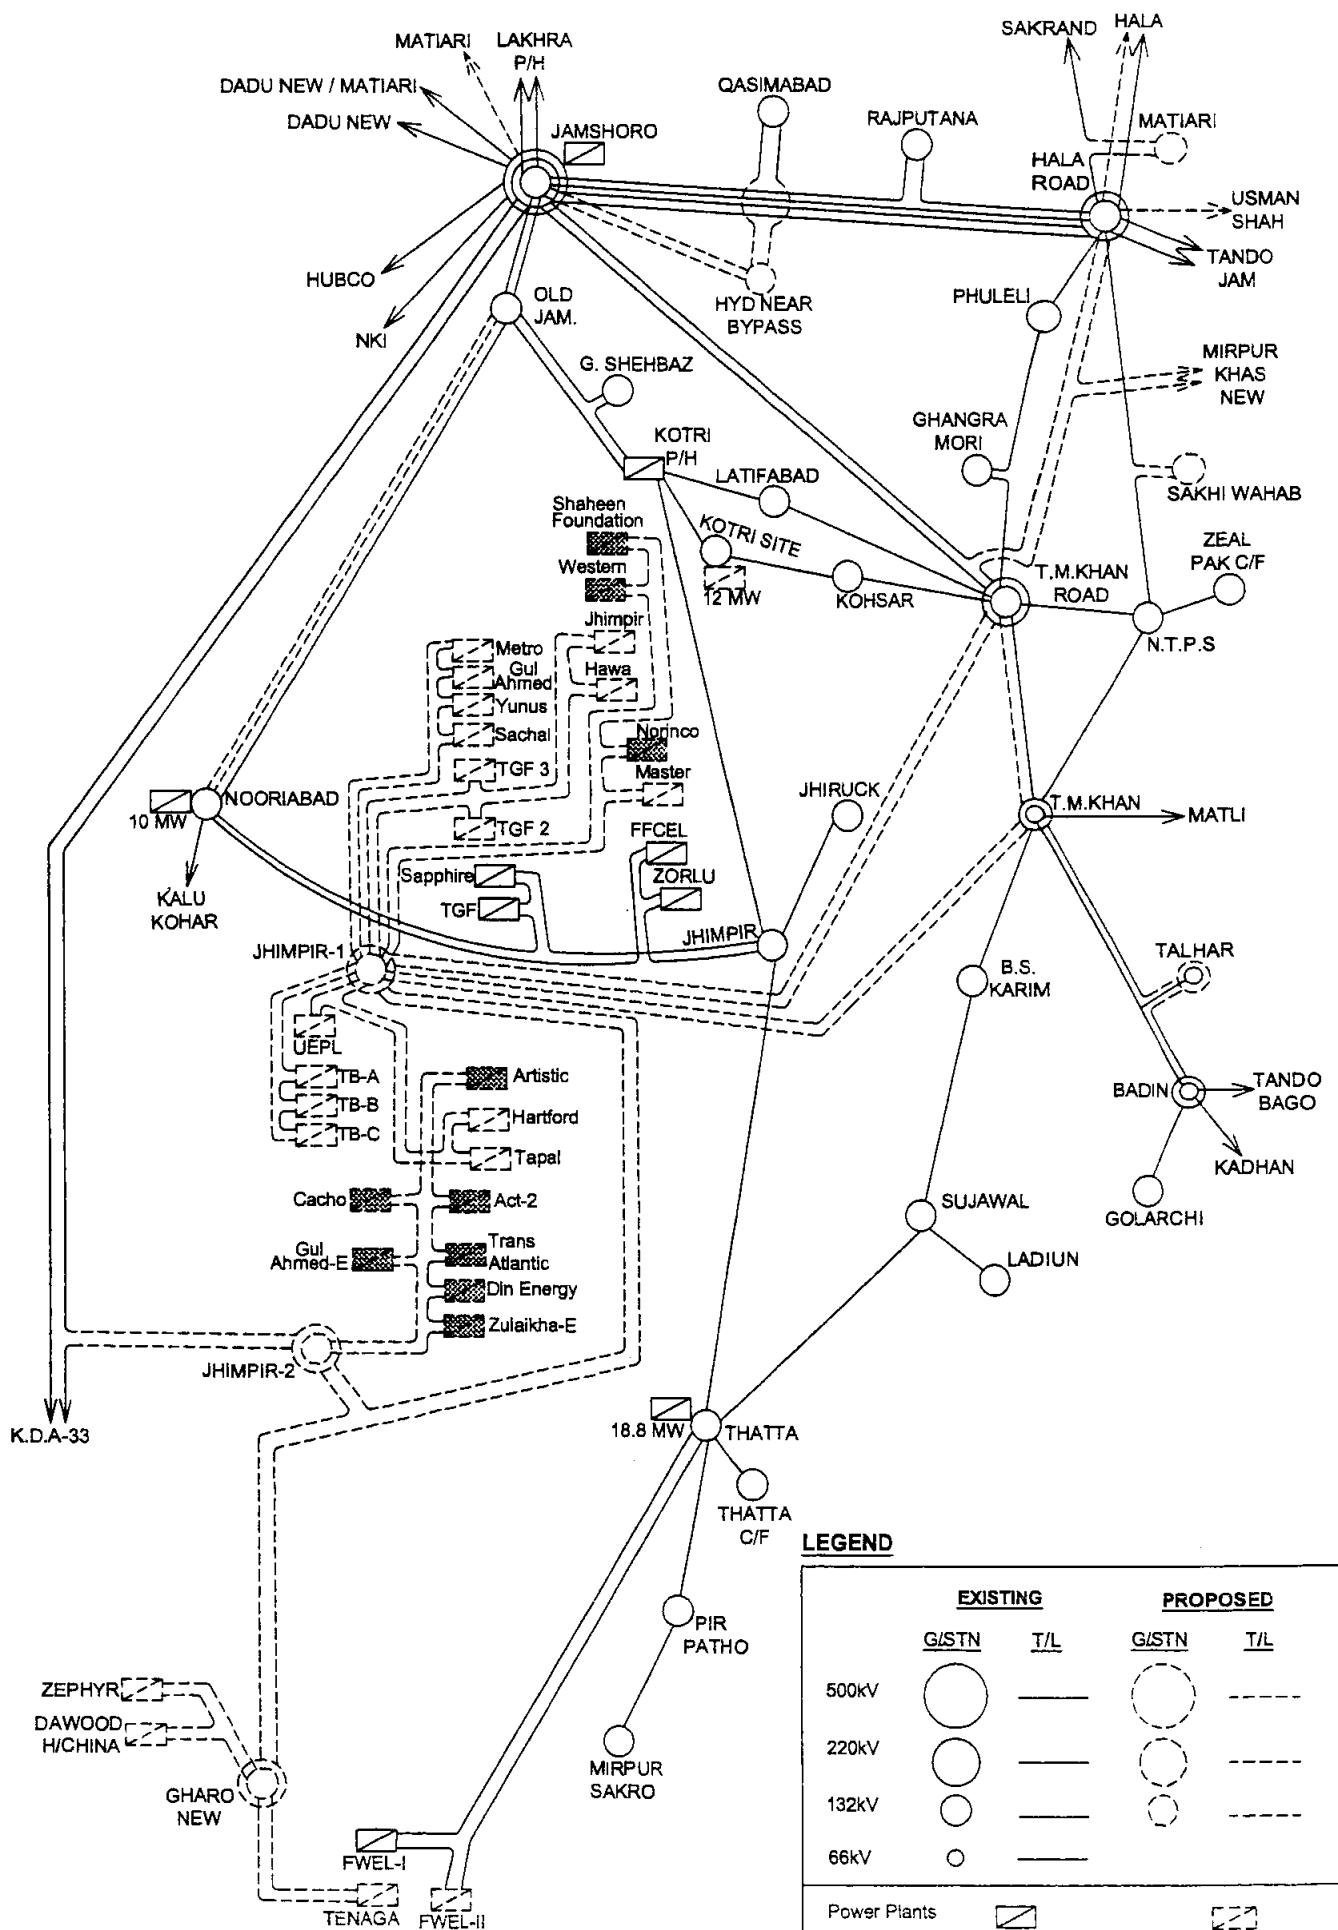 SAKRAND
HALA
MATIARI
LAKHRA
P/H
DADU NEW / MATIARI
DADU NEW
JAMSHORO
QASIMABAD
RAJPUTANA
MATIARI
HALA
ROAD
USMAN
SHAH
TANDO
JAM
HUBCO
NKI
OLD
JAM.
HYD NEAR
BYPASS
PHULELI
MIRPUR
KHAS
NEW
G. SHEHBAZ
GHANGRA
MORI
KOTRI
P/H
LATIFABAD
SAKHI WAHAB
Shaheen
Foundation
KOTRI SITE
ZEAL
PAK C/F
Western
12 MW
KOHSAR
T.M.KHAN
ROAD
N.T.P.S
Jhimpir
Metro
Gul
Ahmed
Hawa
Yunus
Sachal
Norinco
TGF 3
Master
NOORIABAD
10 MW
TGF 2
JHIRUCK
T.M.KHAN
MATLI
FFCEL
Sapphire
ZORLU
KALU
KOHAR
TGF
JHIMPIR
JHIMPIR-1
B.S.
KARIM
TALHAR
UEPL
TB-A
Artistic
TB-B
Hartford
TB-C
Tapal
BADIN
TANDO
BAGO
KADHAN
Cacho
Act-2
SUJAWAL
GOLARCHI
Gul
Ahmed-E
Trans
Atlantic
LADIUN
Din Energy
Zulaikha-E
JHIMPIR-2
K.D.A-33
18.8 MW
THATTA
THATTA
C/F
PIR
PATHO
MIRPUR
SAKRO
ZEPHYR
DAWOOD
H/CHINA
GHARO
NEW
FWEL-I
TENAGA
FWEL-II
LEGEND
EXISTING PROPOSED
G/STN T/L G/STN T/L
500kV
220kV
132kV
66kV
Power Plants